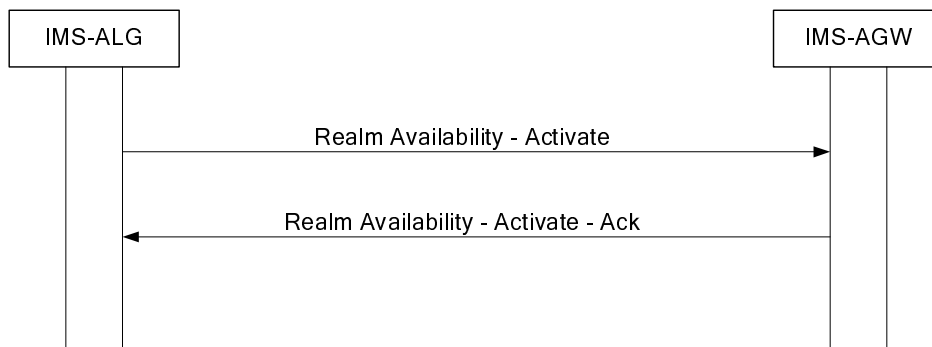 IMS-ALG
IMS-AGW
Realm Availability - Activate
Realm Availability - Activate - Ack